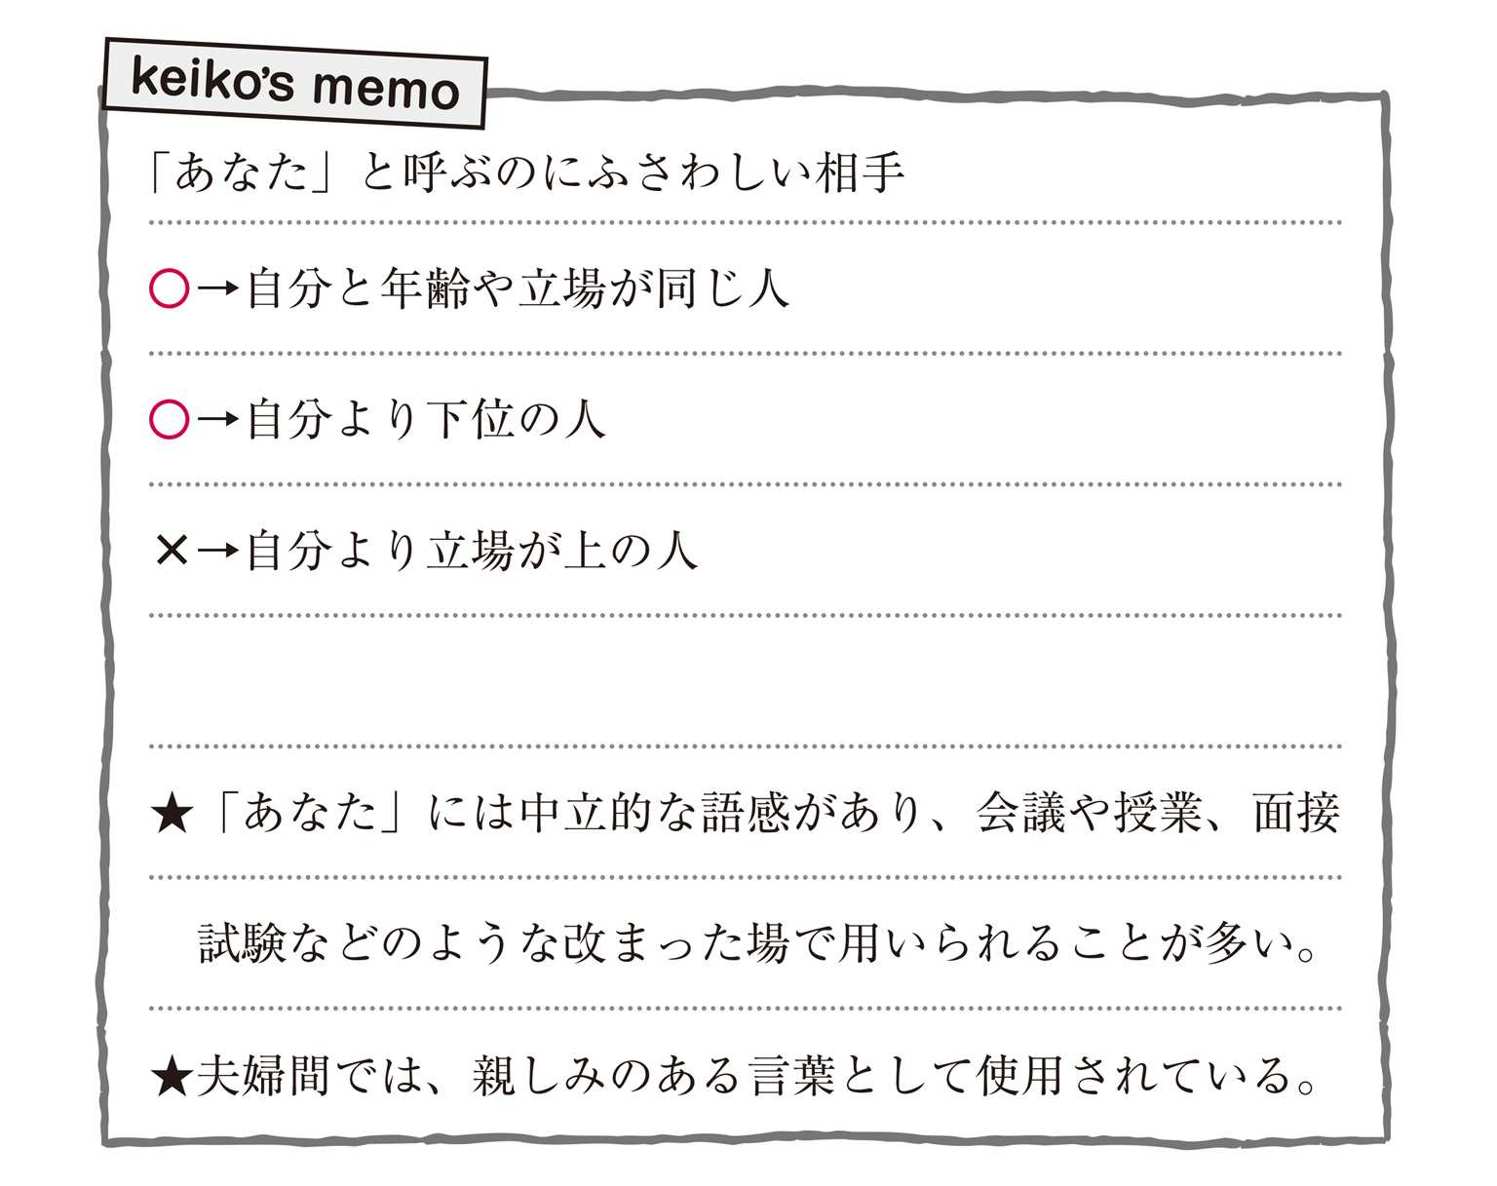 keiko's memo
「あなた」と呼ぶのにふさわしい相手
○→自分と年齢や立場が同じ人
○→自分より下位の人
×→自分より立場が上の人
★「あなた」には中立的な語感があり、会議や授業、面接
試験などのような改まった場で用いられることが多い。
★夫婦間では、親しみのある言葉として使用されている。